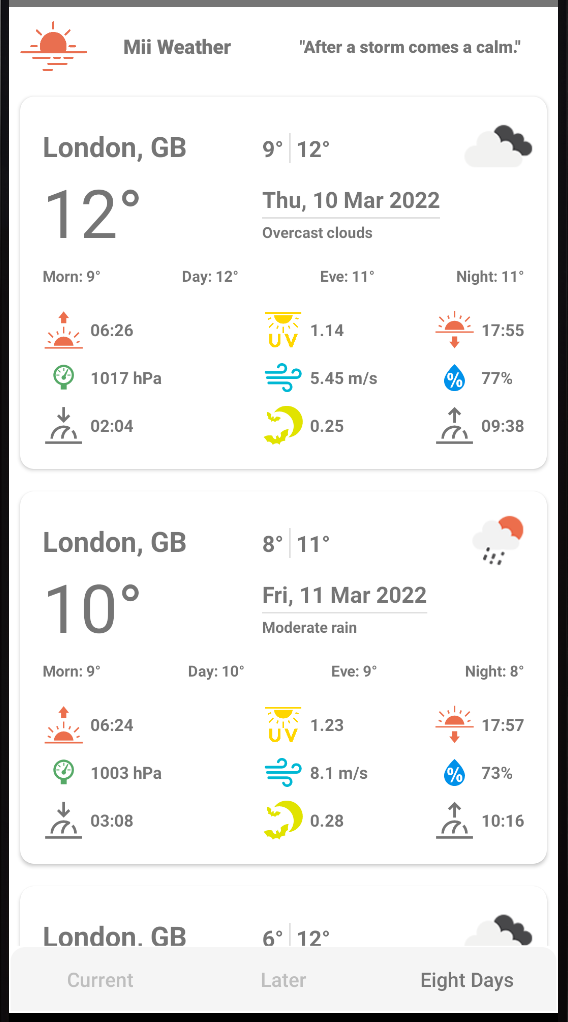 Mii Weather "After a storm comes a calm."
London, GB 9° 12°
12° Thu, 10 Mar 2022
Overcast clouds
Morn: 9° Day: 12° Eve: 11° Night: 11°
06:26 UV 1.14 17:55
1017 hPa 5.45 m/s % 77%
02:04 0.25 09:38
London, GB 8° 11°
10° Fri, 11 Mar 2022
Moderate rain
Morn: 9° Day: 10° Eve: 9° Night: 8°
06:24 UV 1.23 17:57
1003 hPa 8.1 m/s % 73%
03:08 0.28 10:16
London, GB 6° 12°
Current Later Eight Days